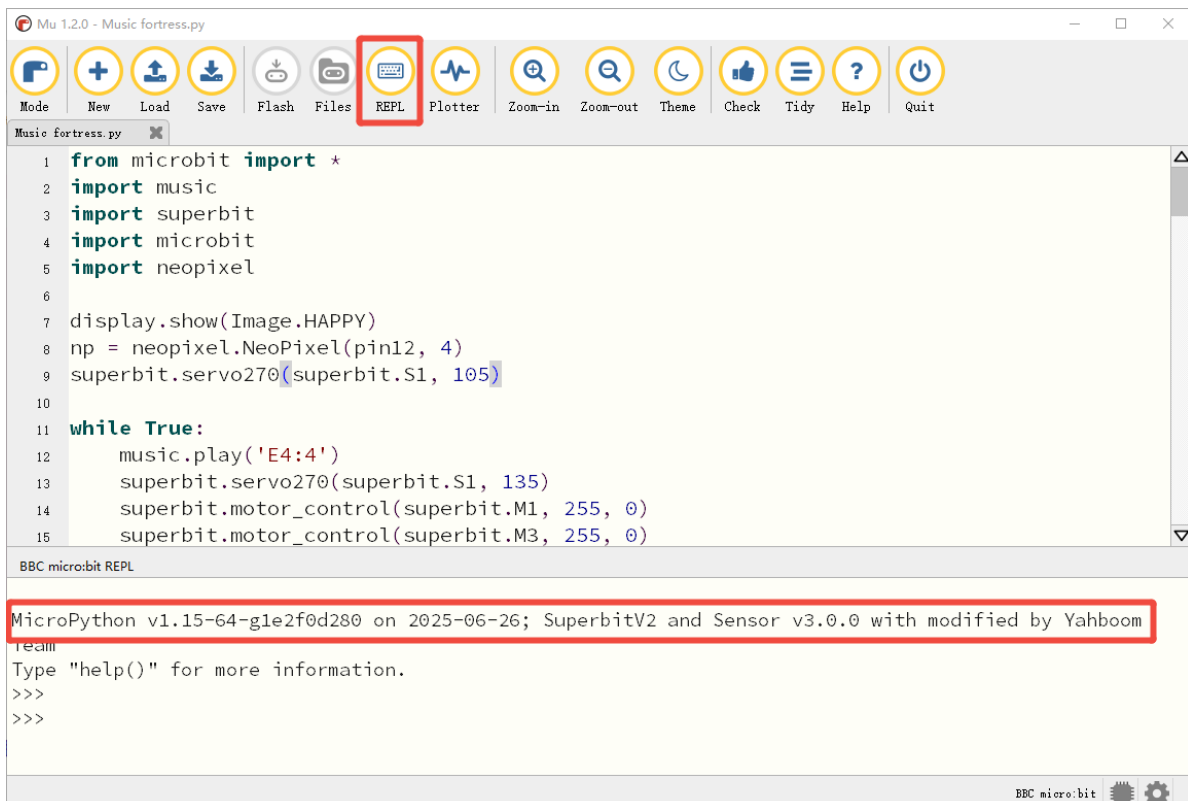 Mu 1.2.0 - Music fortress.py
Mode New Load Save Flash Files REPL Plotter Zoom-in Zoom-out Theme Check Tidy Help Quit
Music fortress.py
1 from microbit import *
2 import music
3 import superbit
4 import microbit
5 import neopixel
6
7 display.show(Image.HAPPY)
8 np = neopixel.NeoPixel(pin12, 4)
9 superbit.servo270(superbit.S1, 105)
10
11 while True:
12     music.play('E4:4')
13     superbit.servo270(superbit.S1, 135)
14     superbit.motor_control(superbit.M1, 255, 0)
15     superbit.motor_control(superbit.M3, 255, 0)
BBC micro:bit REPL
MicroPython v1.15-64-g1e2f0d280 on 2025-06-26; SuperbitV2 and Sensor v3.0.0 with modified by Yahboom
Team
Type "help()" for more information.
>>>
>>>
BBC micro:bit